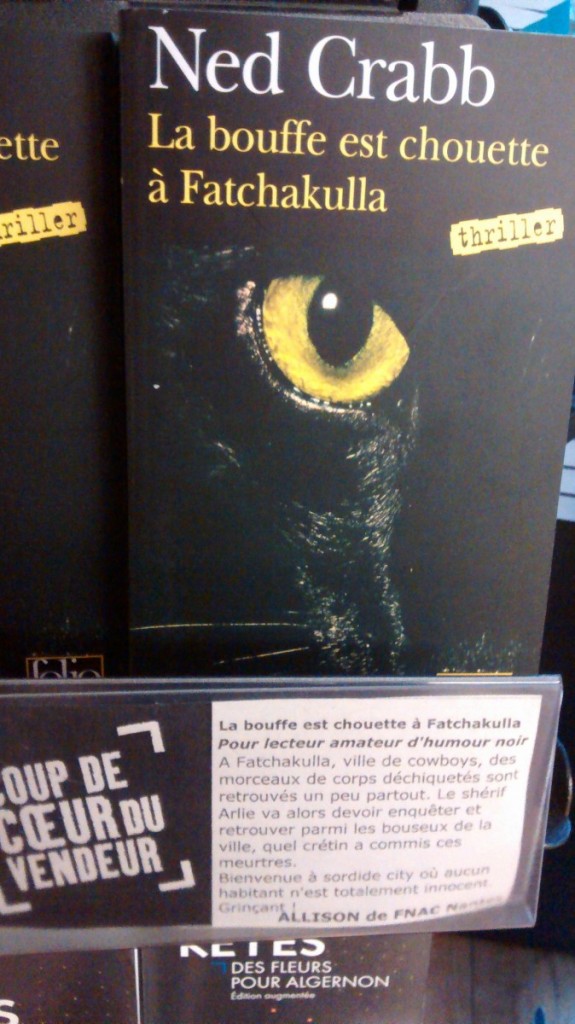 Ned Crabb
La bouffe est chouette
à Fatchakulla
thriller
ette
riller
folio
OUP DE
CŒUR DU
VENDEUR
La bouffe est chouette à Fatchakulla
Pour lecteur amateur d'humour noir
A Fatchakulla, ville de cowboys, des
morceaux de corps déchiquetés sont
retrouvés un peu partout. Le shérif
Arlie va alors devoir enquêter et
retrouver parmi les bouseux de la
ville, quel crétin a commis ces
meurtres.
Bienvenue à sordide city où aucun
habitant n'est totalement innocent.
Grinçant !
ALLISON de FNAC Nantes
KEYES
DES FLEURS
POUR ALGERNON
Édition augmentée
S